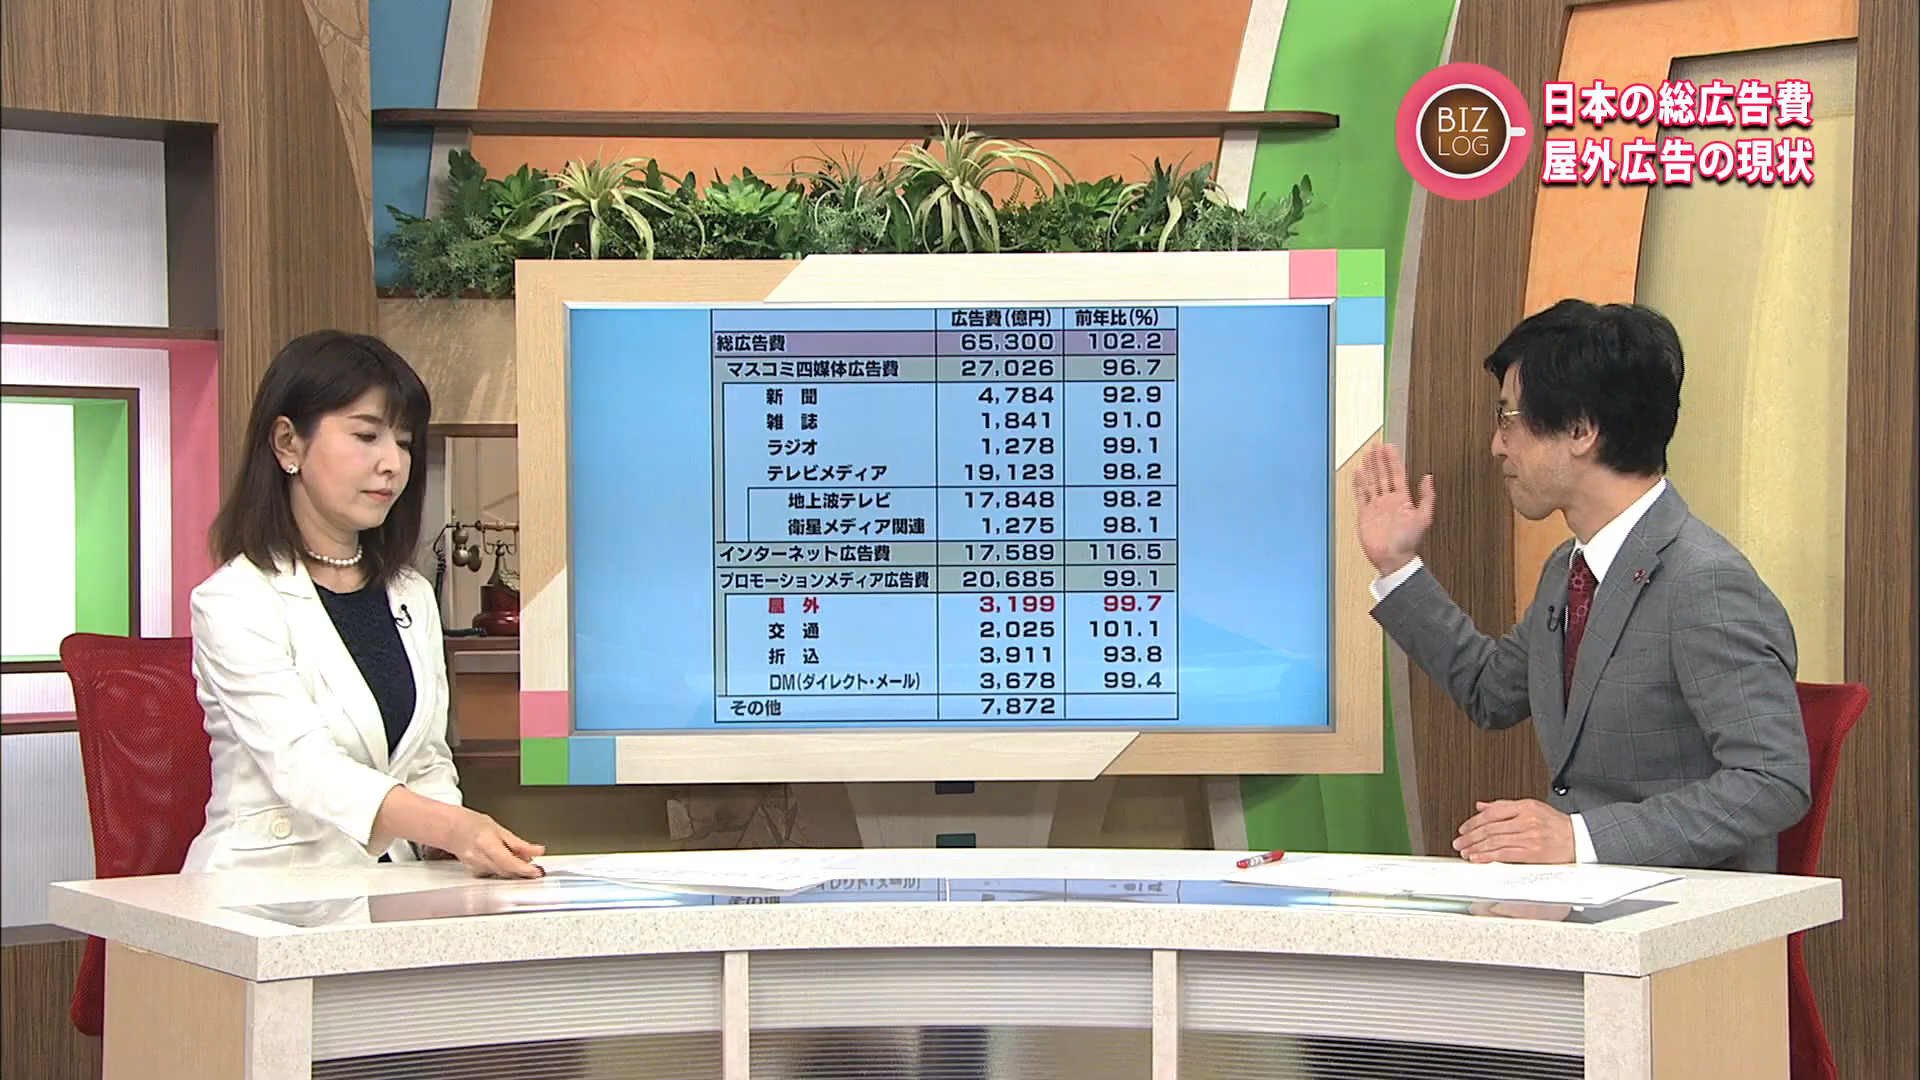 BIZ
LOG
日本の総広告費
屋外広告の現状
広告費(億円) 前年比(%)
総広告費 65,300 102.2
マスコミ四媒体広告費 27,026 96.7
新聞 4,784 92.9
雑誌 1,841 91.0
ラジオ 1,278 99.1
テレビメディア 19,123 98.2
地上波テレビ 17,848 98.2
衛星メディア関連 1,275 98.1
インターネット広告費 17,589 116.5
プロモーションメディア広告費 20,685 99.1
屋外 3,199 99.7
交通 2,025 101.1
折込 3,911 93.8
DM(ダイレクト・メール) 3,678 99.4
その他 7,872